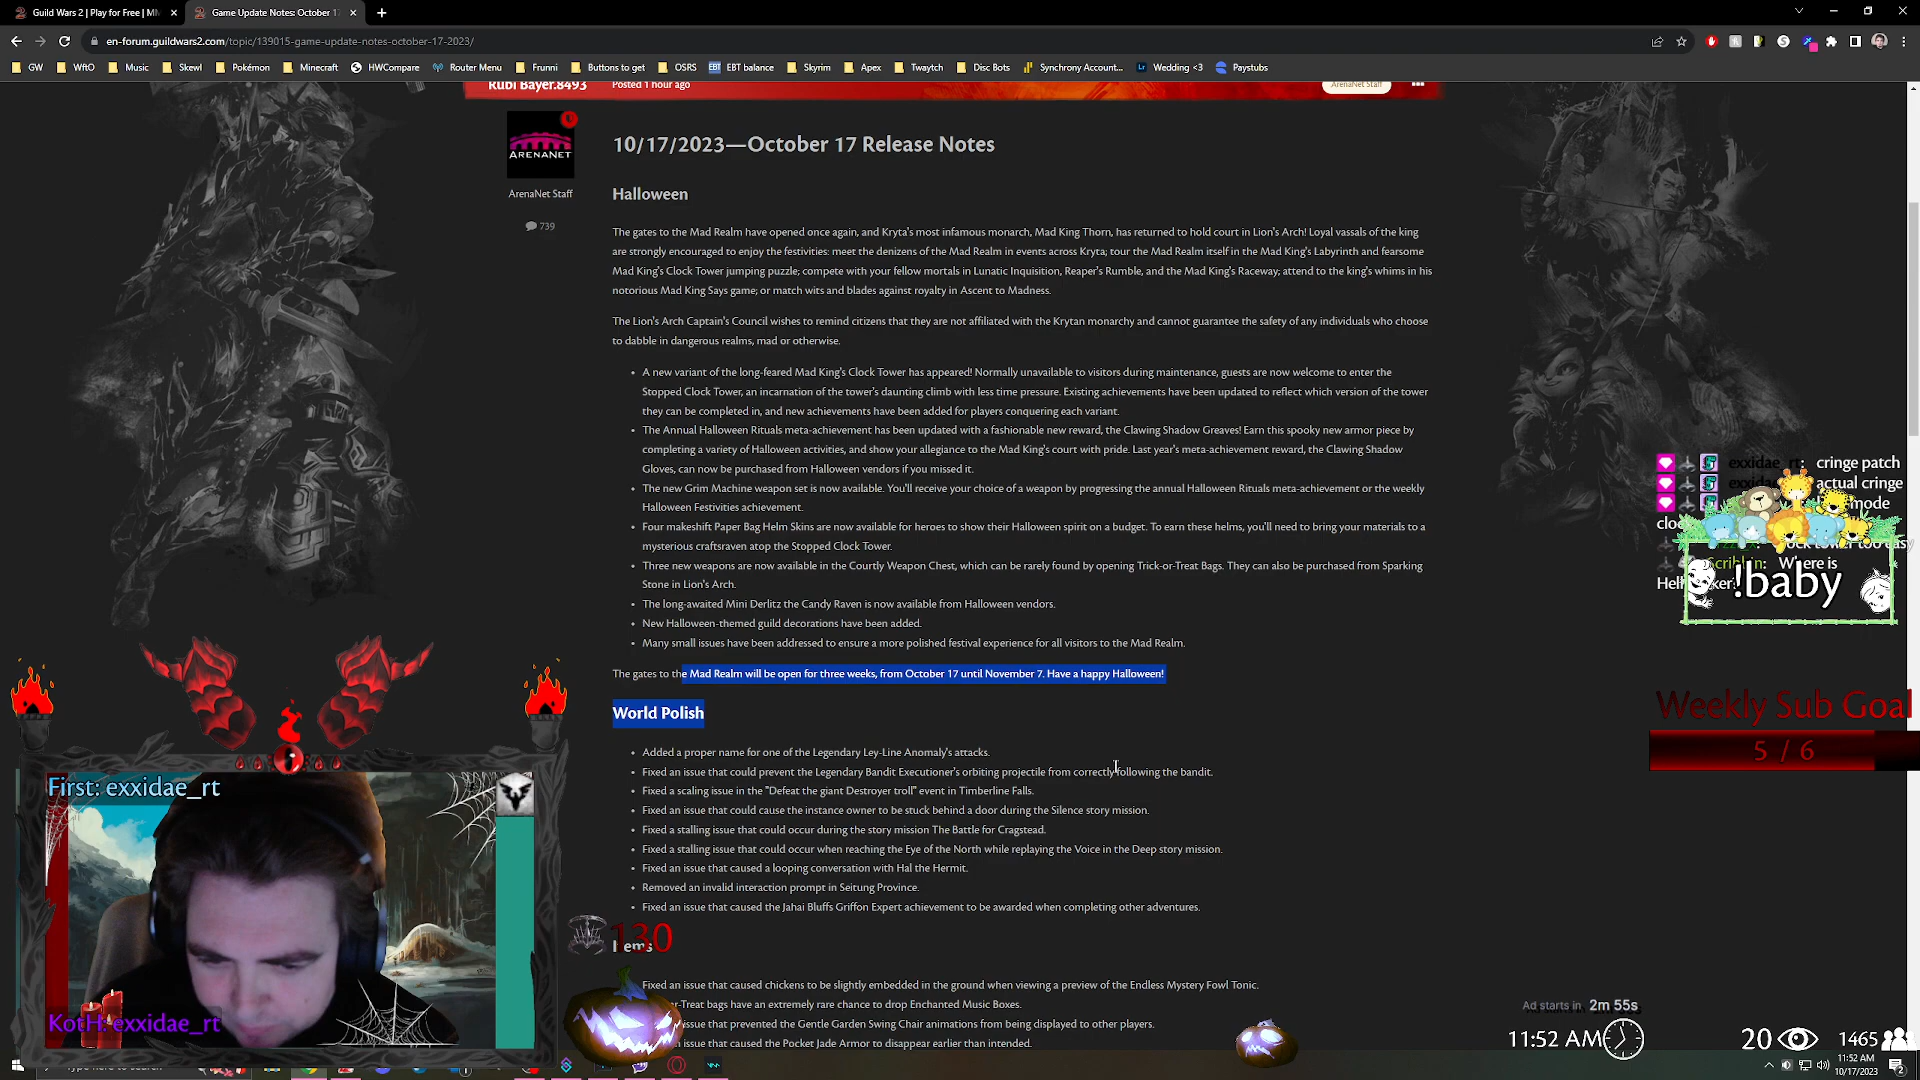 Guild Wars 2 | Play for Free | MM
Game Update Notes: October 1
en-forum.guildwars2.com/topic/139015-game-update-notes-october-17-2023/
GW WftO Music Skewl Pokémon Minecraft HWCompare Router Menu Frunni Buttons to get OSRS EBT balance Skyrim Apex Twaytch Disc Bots Synchrony Account... Wedding <3 Paystubs
Rubi Bayer.8493 Posted 1 hour ago ArenaNet Staff
ARENANET
ArenaNet Staff
739
10/17/2023—October 17 Release Notes
Halloween
The gates to the Mad Realm have opened once again, and Kryta's most infamous monarch, Mad King Thorn, has returned to hold court in Lion's Arch! Loyal vassals of the king
are strongly encouraged to enjoy the festivities: meet the denizens of the Mad Realm in events across Kryta; tour the Mad Realm itself in the Mad King's Labyrinth and fearsome
Mad King's Clock Tower jumping puzzle; compete with your fellow mortals in Lunatic Inquisition, Reaper's Rumble, and the Mad King's Raceway; attend to the king's whims in his
notorious Mad King Says game; or match wits and blades against royalty in Ascent to Madness.
The Lion's Arch Captain's Council wishes to remind citizens that they are not affiliated with the Krytan monarchy and cannot guarantee the safety of any individuals who choose
to dabble in dangerous realms, mad or otherwise.
A new variant of the long-feared Mad King's Clock Tower has appeared! Normally unavailable to visitors during maintenance, guests are now welcome to enter the
Stopped Clock Tower, an incarnation of the tower's daunting climb with less time pressure. Existing achievements have been updated to reflect which version of the tower
they can be completed in, and new achievements have been added for players conquering each variant.
The Annual Halloween Rituals meta-achievement has been updated with a fashionable new reward, the Clawing Shadow Greaves! Earn this spooky new armor piece by
completing a variety of Halloween activities, and show your allegiance to the Mad King's court with pride. Last year's meta-achievement reward, the Clawing Shadow
Gloves, can now be purchased from Halloween vendors if you missed it.
The new Grim Machine weapon set is now available. You'll receive your choice of a weapon by progressing the annual Halloween Rituals meta-achievement or the weekly
Halloween Festivities achievement.
Four makeshift Paper Bag Helm Skins are now available for heroes to show their Halloween spirit on a budget. To earn these helms, you'll need to bring your materials to a
mysterious craftsraven atop the Stopped Clock Tower.
Three new weapons are now available in the Courtly Weapon Chest, which can be rarely found by opening Trick-or-Treat Bags. They can also be purchased from Sparking
Stone in Lion's Arch.
The long-awaited Mini Derlitz the Candy Raven is now available from Halloween vendors.
New Halloween-themed guild decorations have been added.
Many small issues have been addressed to ensure a more polished festival experience for all visitors to the Mad Realm.
The gates to the Mad Realm will be open for three weeks, from October 17 until November 7. Have a happy Halloween!
World Polish
Added a proper name for one of the Legendary Ley-Line Anomaly's attacks.
Fixed an issue that could prevent the Legendary Bandit Executioner's orbiting projectile from correctly following the bandit.
Fixed a scaling issue in the "Defeat the giant Destroyer troll" event in Timberline Falls.
Fixed an issue that could cause the instance owner to be stuck behind a door during the Silence story mission.
Fixed a stalling issue that could occur during the story mission The Battle for Cragstead.
Fixed a stalling issue that could occur when reaching the Eye of the North while replaying the Voice in the Deep story mission.
Fixed an issue that caused a looping conversation with Hal the Hermit.
Removed an invalid interaction prompt in Seitung Province.
Fixed an issue that caused the Jahai Bluffs Griffon Expert achievement to be awarded when completing other adventures.
130
Items
Fixed an issue that caused chickens to be slightly embedded in the ground when viewing a preview of the Endless Mystery Fowl Tonic.
r-Treat bags have an extremely rare chance to drop Enchanted Music Boxes.
issue that prevented the Gentle Garden Swing Chair animations from being displayed to other players.
issue that caused the Pocket Jade Armor to disappear earlier than intended.
exxidae_rt: cringe patch
exxidae actual cringe
mode
tower too easy
Where is
!baby
Weekly Sub Goal
5 / 6
First: exxidae_rt
KotH: exxidae_rt
Ad starts in 2m 55s
11:52 AM
20
1465
11:52 AM
10/17/2023